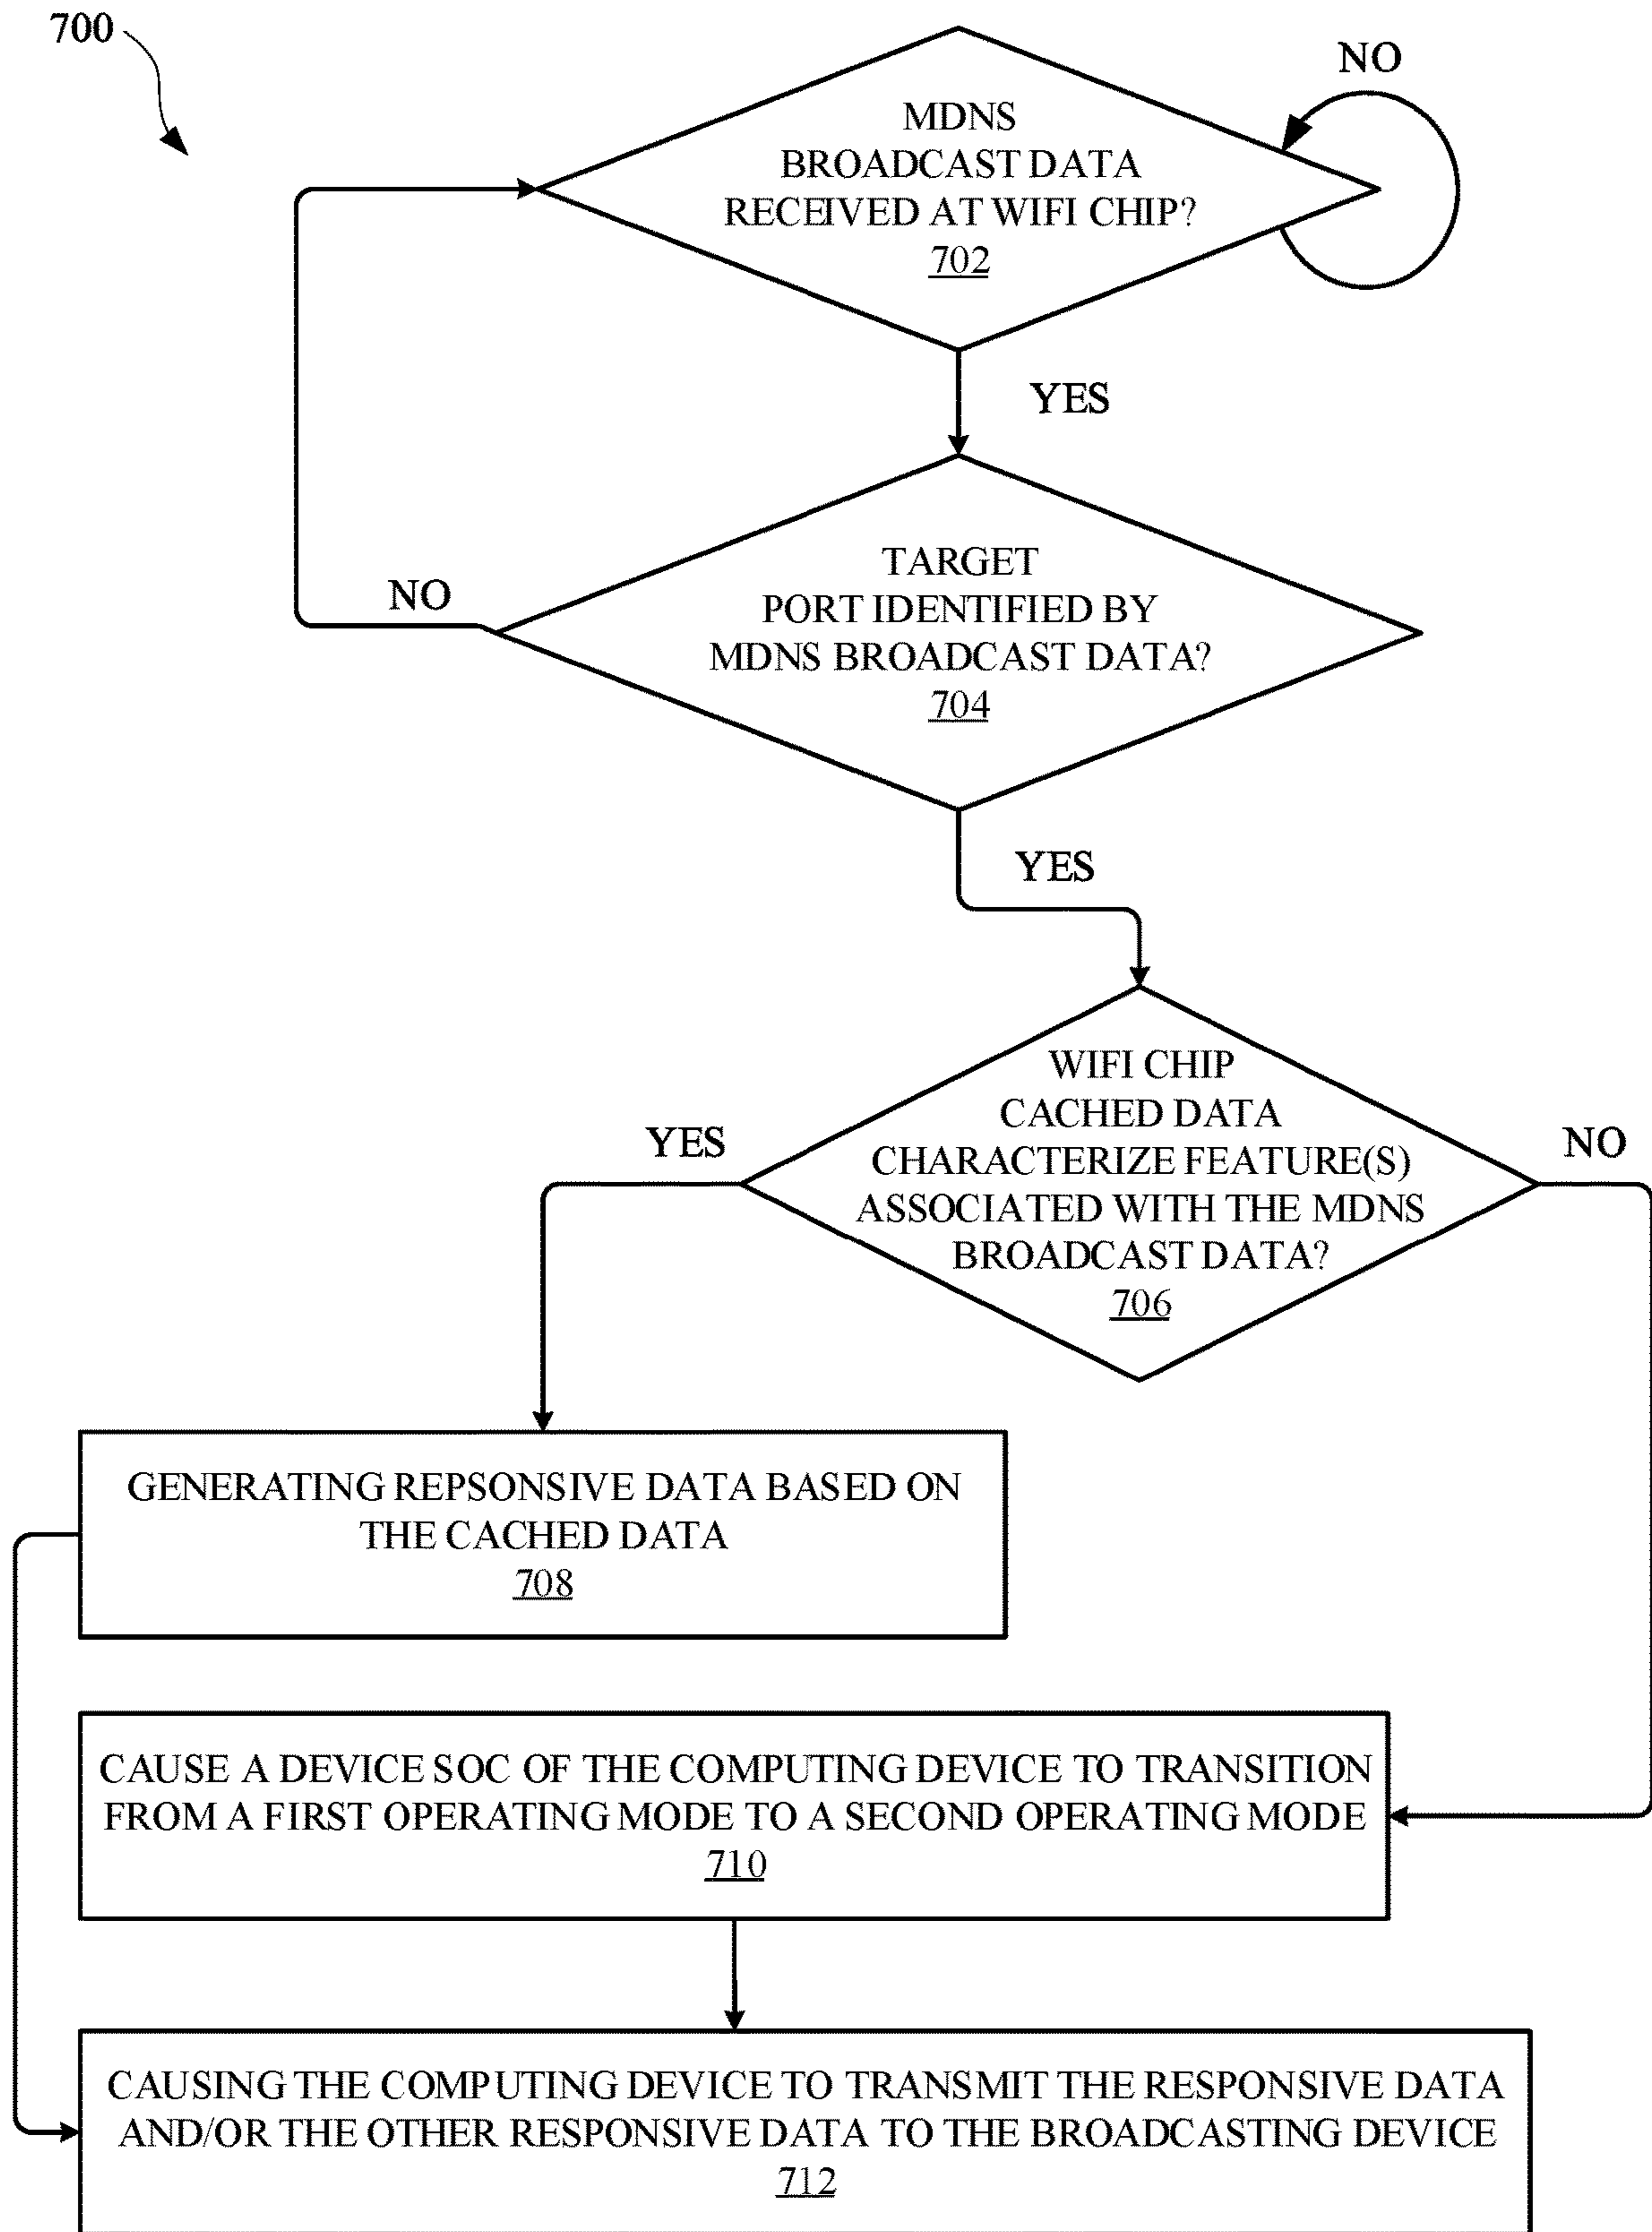 700
NO
MDNS
BROADCAST DATA
RECEIVED AT WIFI CHIP?
702
YES
TARGET
PORT IDENTIFIED BY
MDNS BROADCAST DATA?
704
NO
YES
WIFI CHIP
CACHED DATA
CHARACTERIZE FEATURE(S)
ASSOCIATED WITH THE MDNS
BROADCAST DATA?
706
YES
NO
GENERATING REPSONSIVE DATA BASED ON
THE CACHED DATA
708
CAUSE A DEVICE SOC OF THE COMPUTING DEVICE TO TRANSITION
FROM A FIRST OPERATING MODE TO A SECOND OPERATING MODE
710
CAUSING THE COMPUTING DEVICE TO TRANSMIT THE RESPONSIVE DATA
AND/OR THE OTHER RESPONSIVE DATA TO THE BROADCASTING DEVICE
712